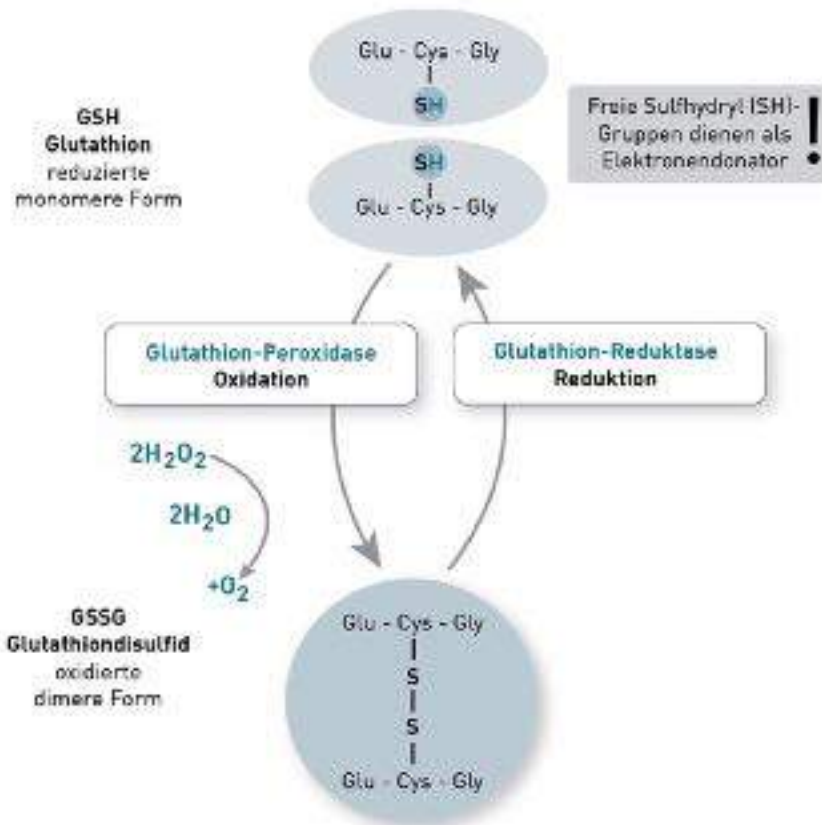 Glu - Cys - Gly
SH
GSH
Glutathion
reduzierte
monomere Form
Freie Sulfhydryl (SH)-
Gruppen dienen als
Elektronendonator
!
SH
Glu - Cys - Gly
Glutathion-Peroxidase
Oxidation
Glutathion-Reduktase
Reduktion
2H₂O₂
2H₂O
+O₂
GSSG
Glutathiondisulfid
oxidierte
dimere Form
Glu - Cys - Gly
S
S
Glu - Cys - Gly